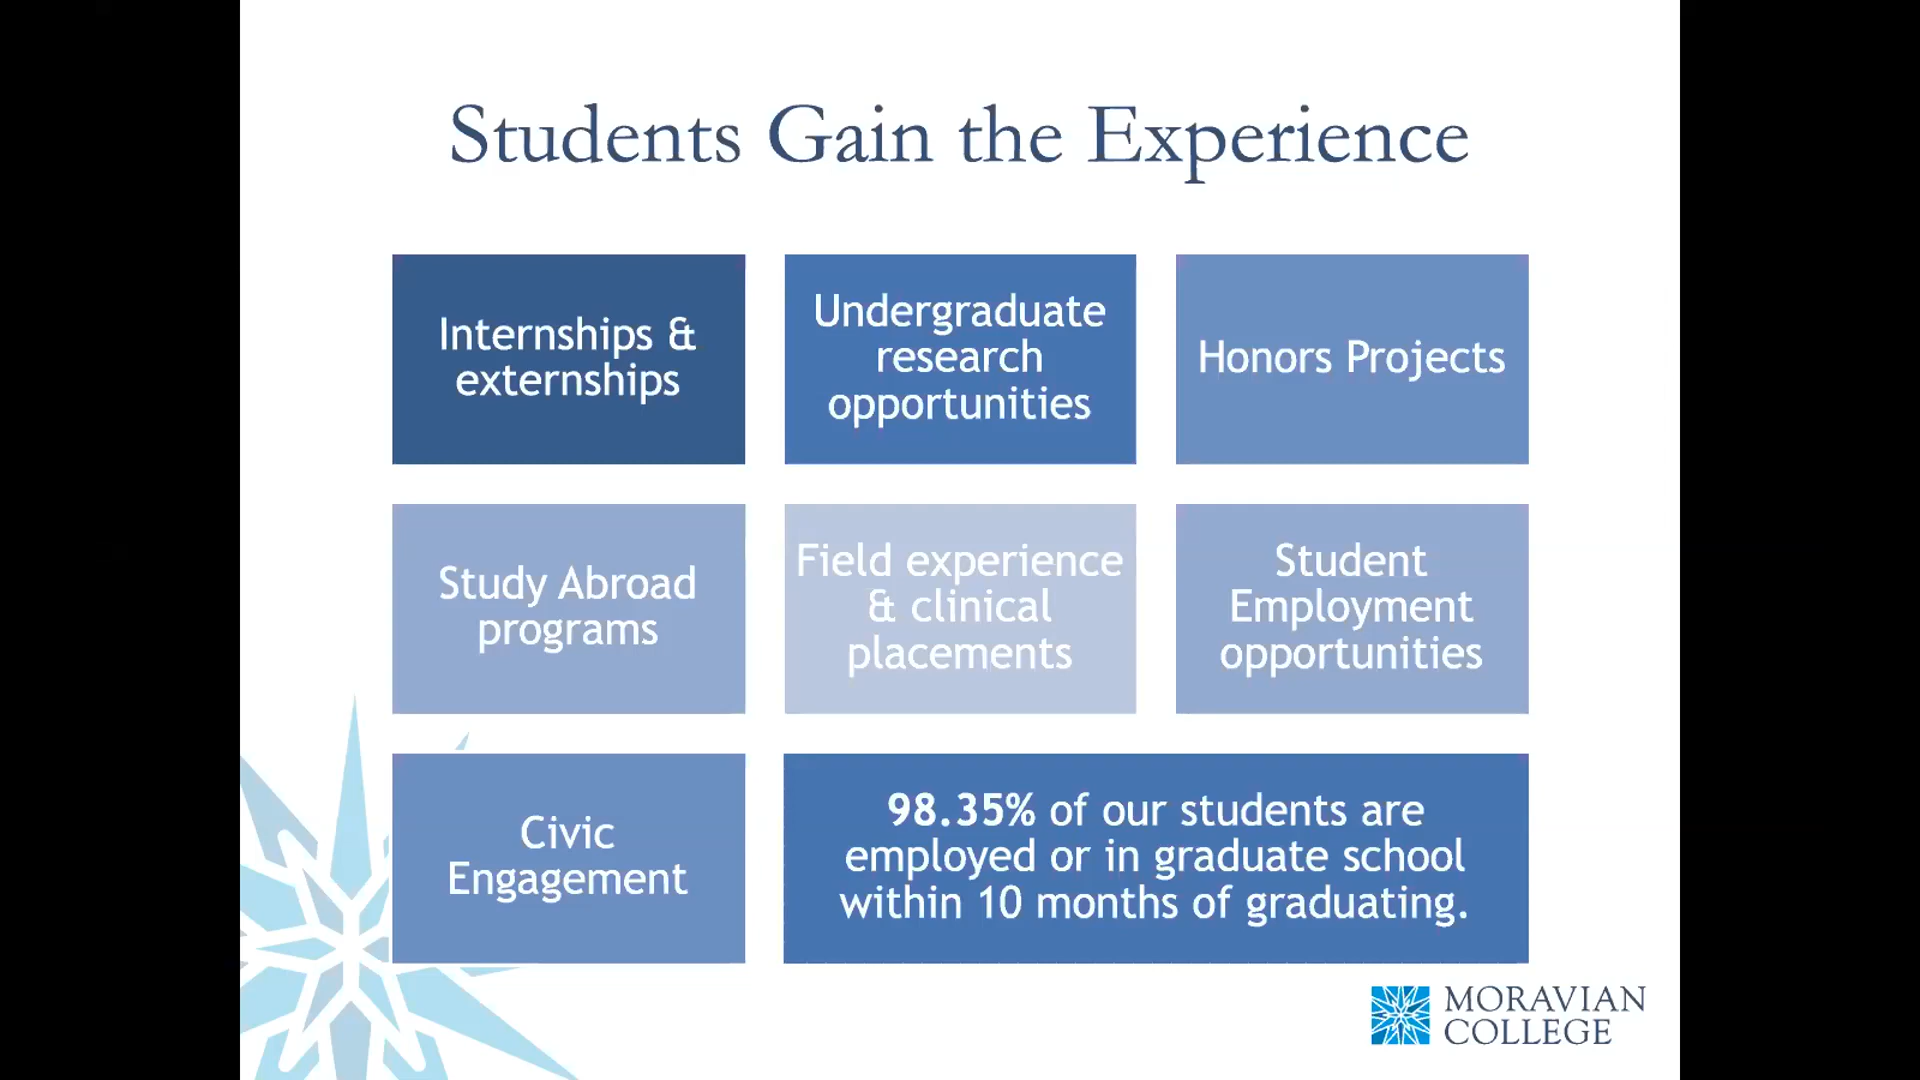 Students Gain the Experience
Internships &
externships
Undergraduate
research
opportunities
Honors Projects
Study Abroad
programs
Field experience
& clinical
placements
Student
Employment
opportunities
Civic
Engagement
98.35% of our students are
employed or in graduate school
within 10 months of graduating.
MORAVIAN
COLLEGE